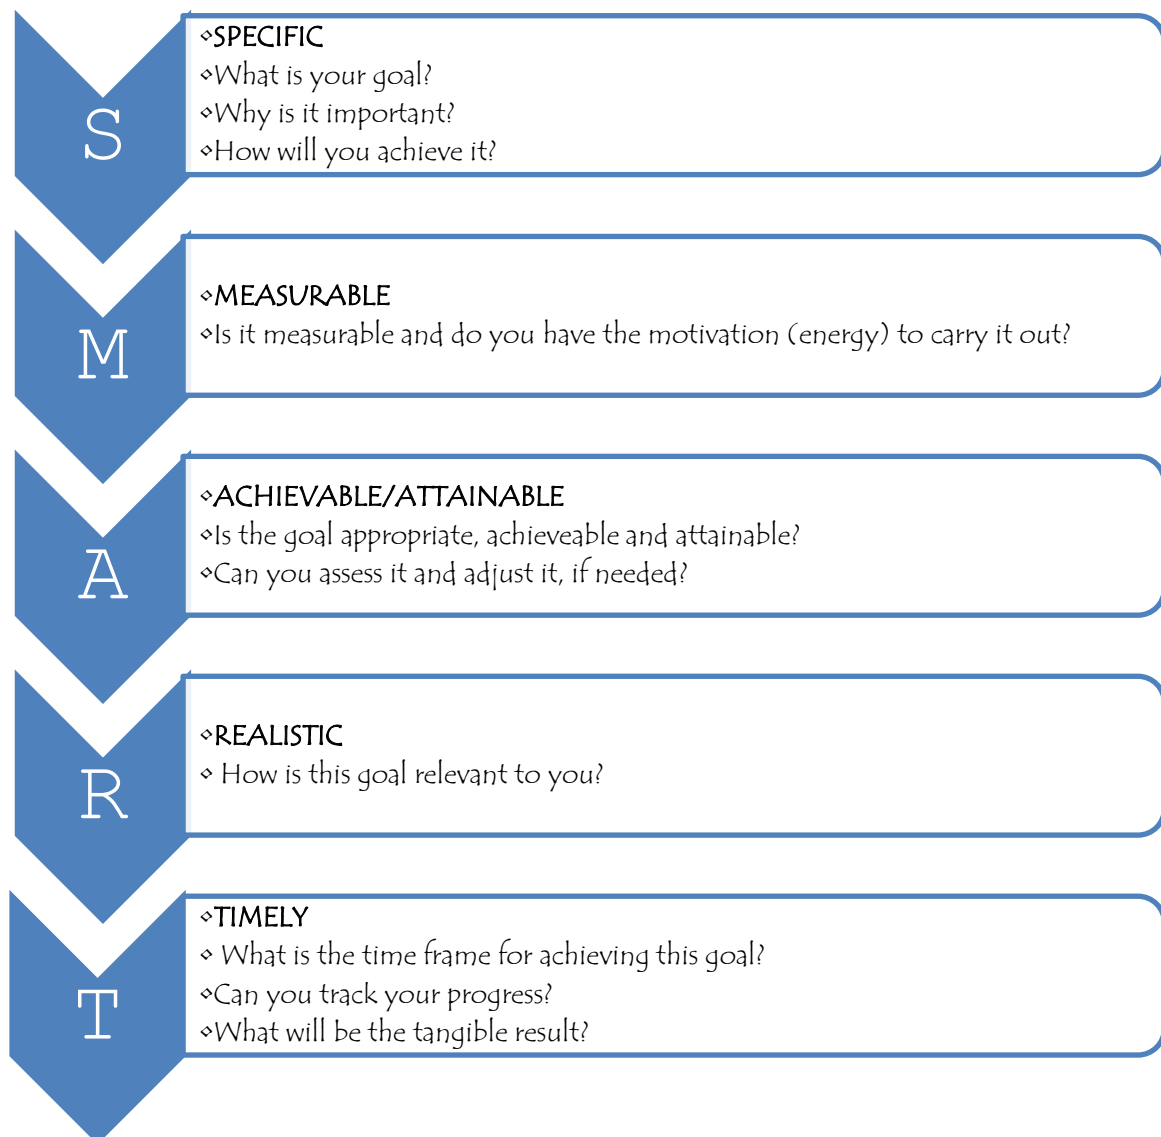 S
◦SPECIFIC
◦What is your goal?
◦Why is it important?
◦How will you achieve it?
M
◦MEASURABLE
◦Is it measurable and do you have the motivation (energy) to carry it out?
A
◦ACHIEVABLE/ATTAINABLE
◦Is the goal appropriate, achieveable and attainable?
◦Can you assess it and adjust it, if needed?
R
◦REALISTIC
◦ How is this goal relevant to you?
T
◦TIMELY
◦ What is the time frame for achieving this goal?
◦Can you track your progress?
◦What will be the tangible result?